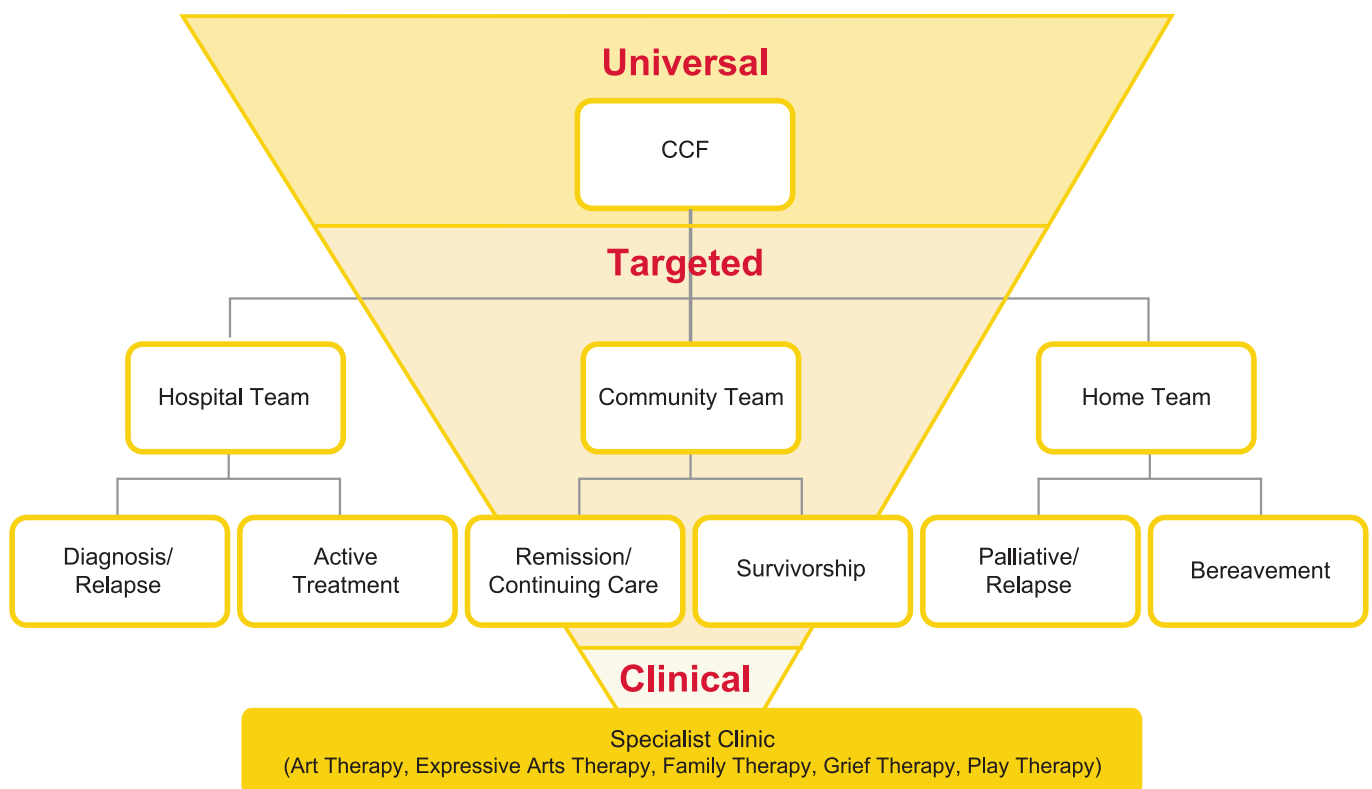 Universal
CCF
Targeted
Hospital Team
Community Team
Home Team
Diagnosis/
Relapse
Active
Treatment
Remission/
Continuing Care
Survivorship
Palliative/
Relapse
Bereavement
Clinical
Specialist Clinic
(Art Therapy, Expressive Arts Therapy, Family Therapy, Grief Therapy, Play Therapy)